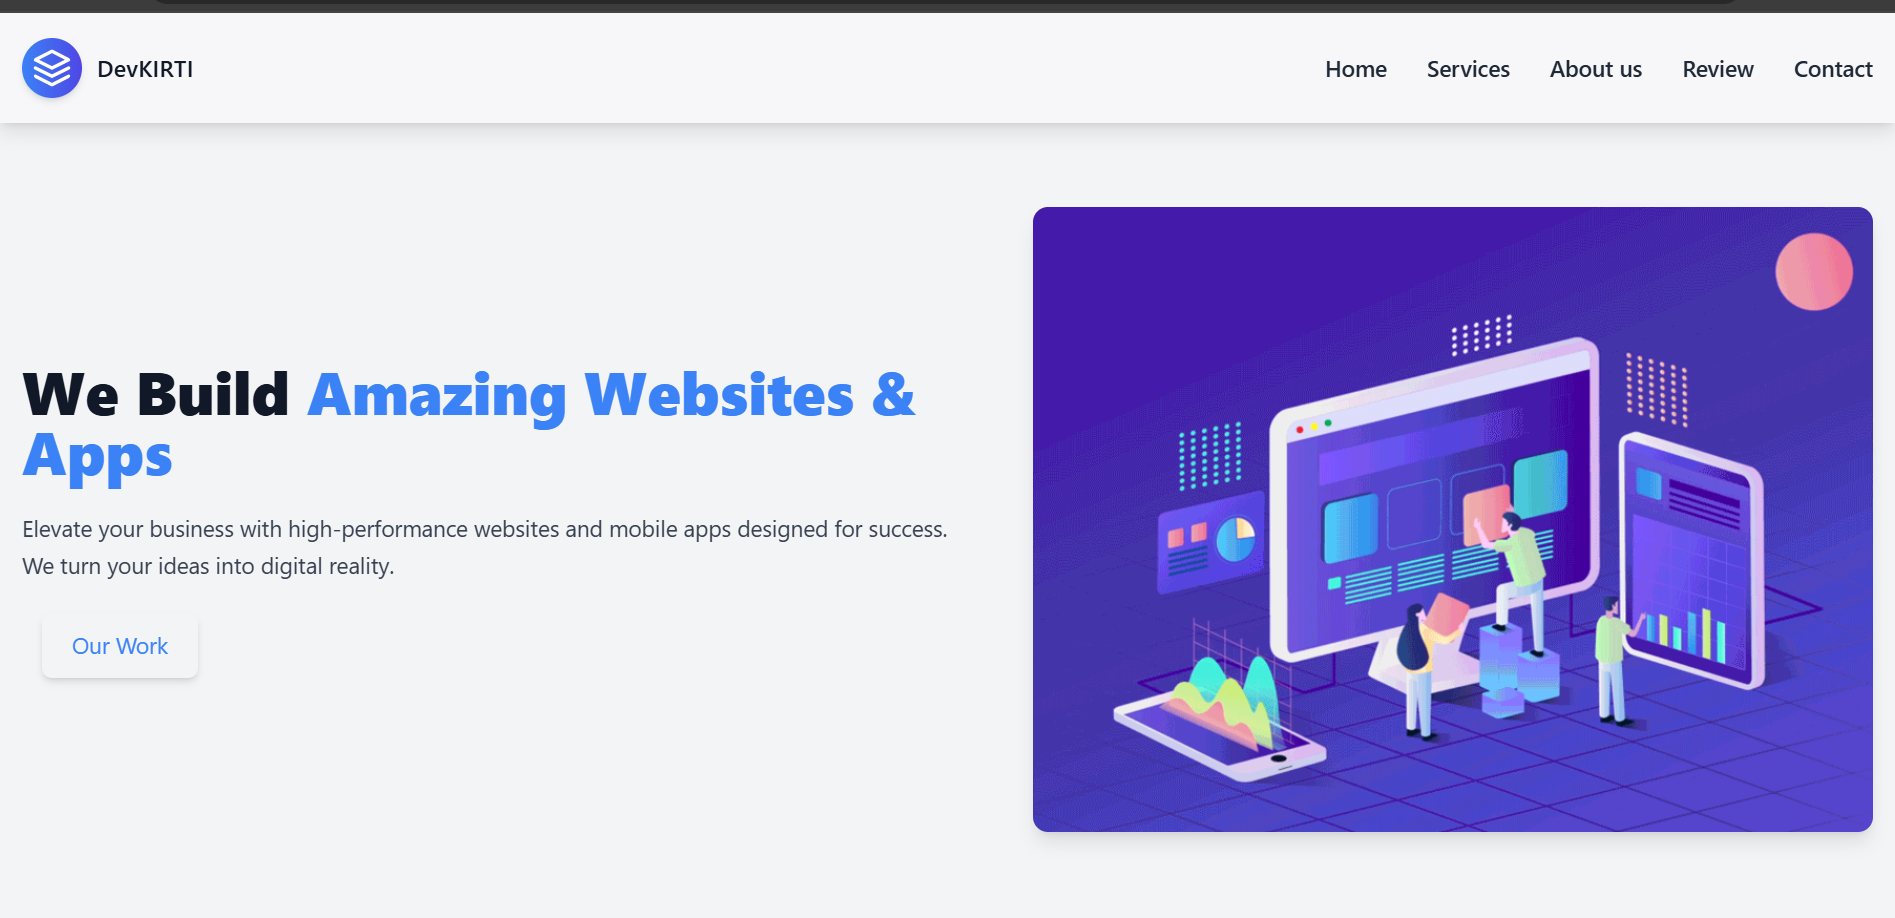 DevKIRTI
Home Services About us Review Contact
We Build Amazing Websites &
Apps
Elevate your business with high-performance websites and mobile apps designed for success.
We turn your ideas into digital reality.
Our Work